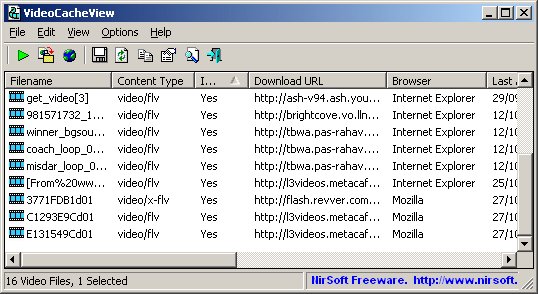 VideoCacheView
File Edit View Options Help
Filename Content Type I... Download URL Browser Last
get_video[3] video/flv Yes http://ash-v94.ash.you... Internet Explorer 29/09
981571732_1... video/flv Yes http://brightcove.vo.lln... Internet Explorer 12/10
winner_bgsou... video/flv Yes http://tbwa.pas-rahav.... Internet Explorer 12/10
coach_loop_0... video/flv Yes http://tbwa.pas-rahav.... Internet Explorer 12/10
misdar_loop_0... video/flv Yes http://tbwa.pas-rahav.... Internet Explorer 12/10
[From%20ww... video/flv Yes http://l3videos.metacaf... Internet Explorer 25/10
3771FDB1d01 video/x-flv Yes http://flash.revver.com... Mozilla 27/10
C1293E9Cd01 video/flv Yes http://l3videos.metacaf... Mozilla 27/10
E131549Cd01 video/flv Yes http://l3videos.metacaf... Mozilla 27/10
16 Video Files, 1 Selected NirSoft Freeware. http://www.nirsoft.